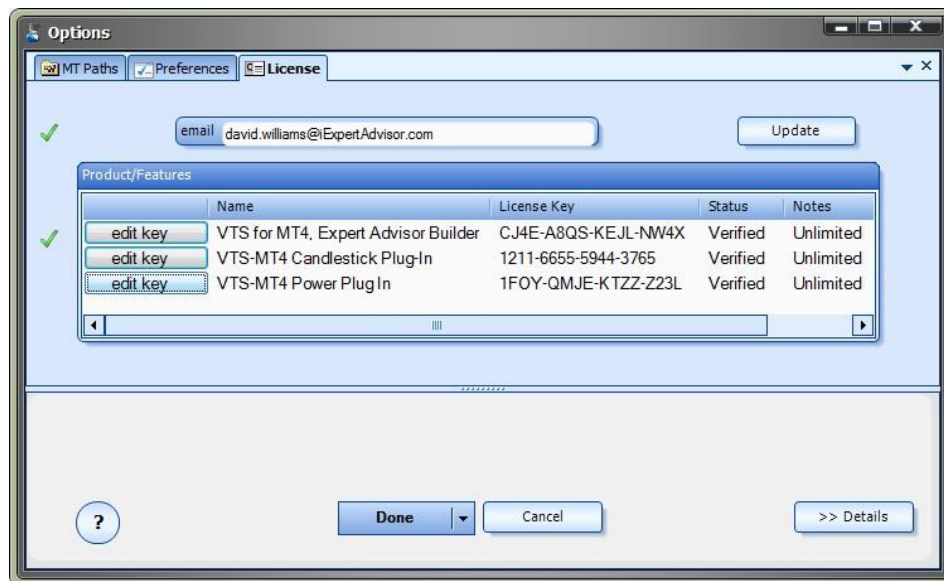 Options
MT Paths Preferences License
email david.williams@iExpertAdvisor.com Update
Product/Features
Name License Key Status Notes
edit key VTS for MT4, Expert Advisor Builder CJ4E-A8QS-KEJL-NW4X Verified Unlimited
edit key VTS-MT4 Candlestick Plug-In 1211-6655-5944-3765 Verified Unlimited
edit key VTS-MT4 Power Plug In 1FOY-QMJE-KTZZ-Z23L Verified Unlimited
? Done Cancel >> Details